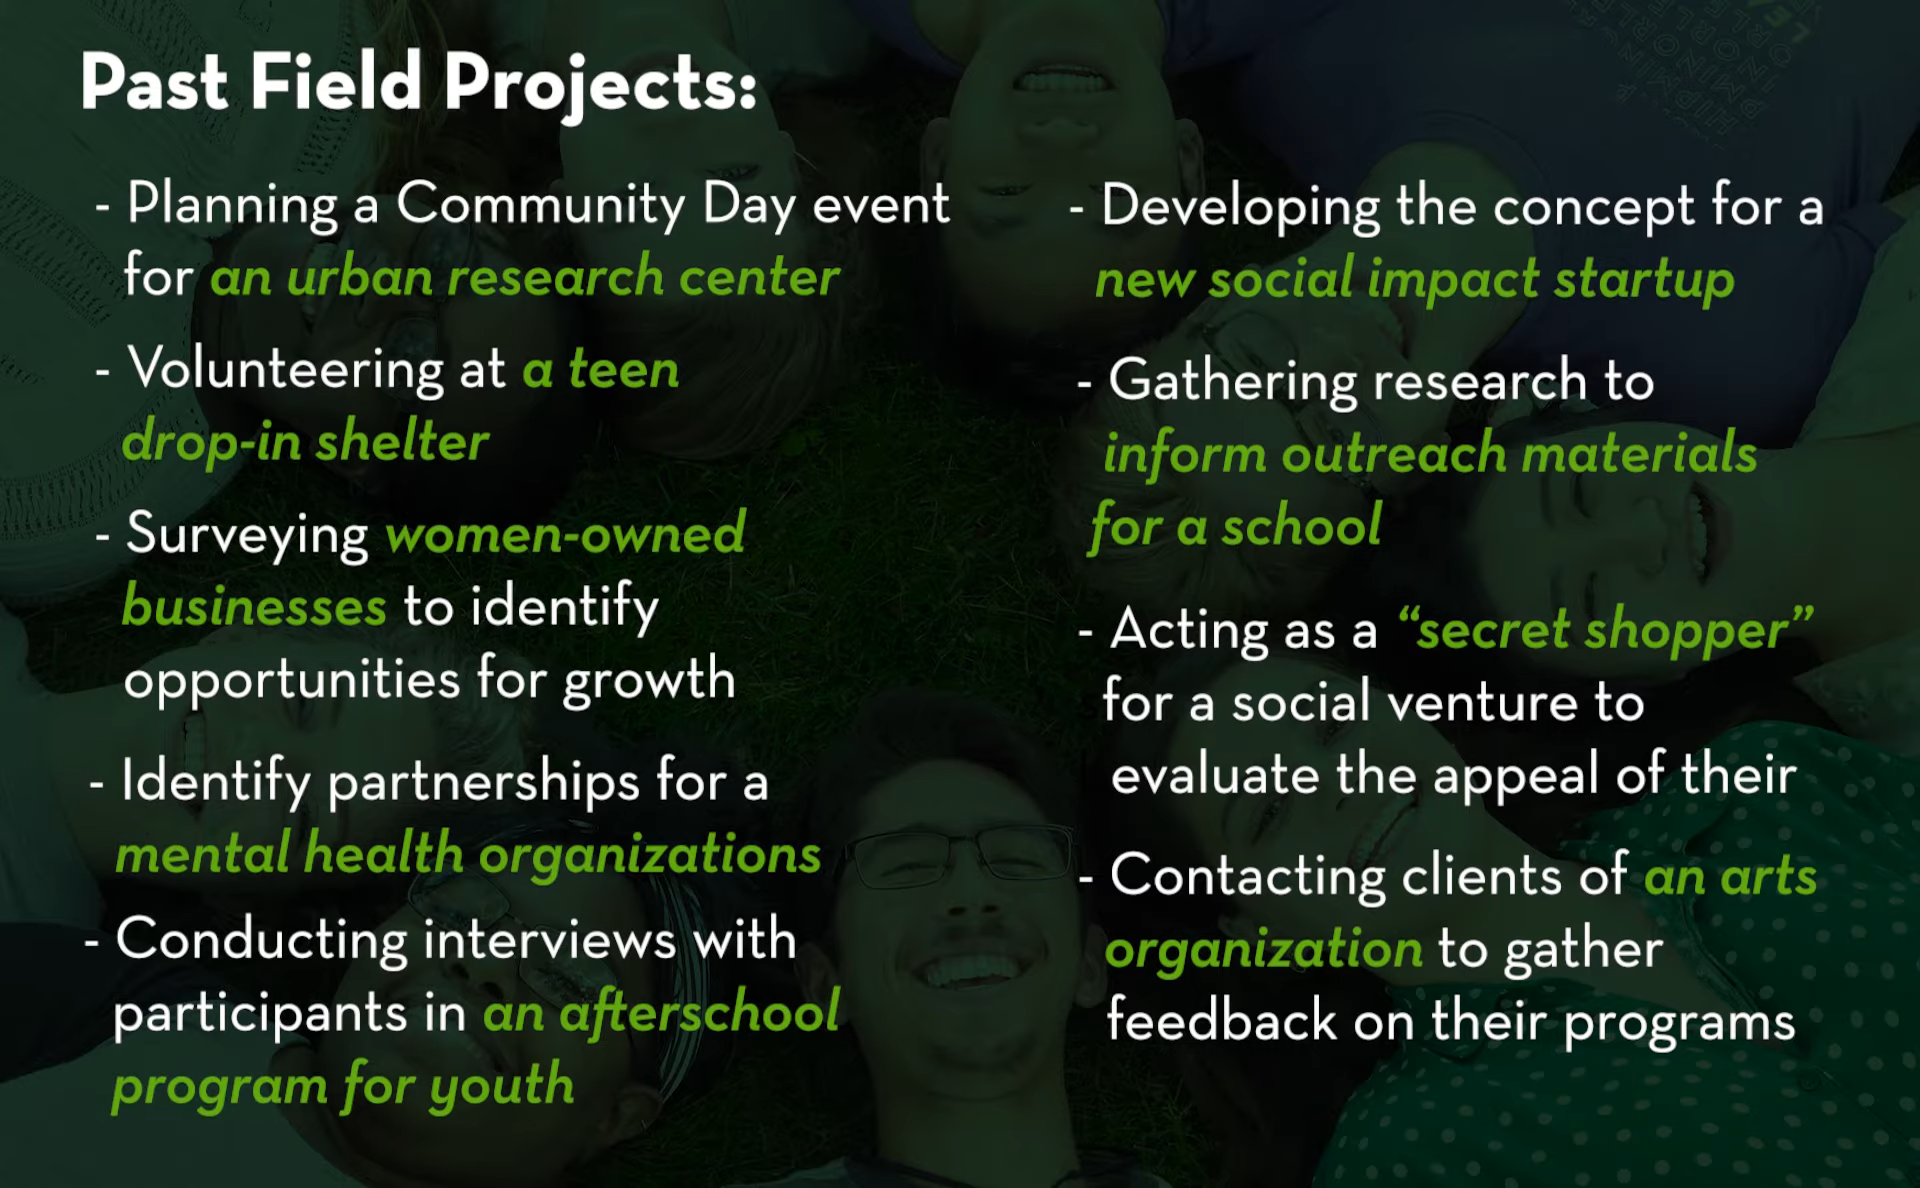 Past Field Projects:
- Planning a Community Day event
for an urban research center
- Volunteering at a teen
drop-in shelter
- Surveying women-owned
businesses to identify
opportunities for growth
- Identify partnerships for a
mental health organizations
- Conducting interviews with
participants in an afterschool
program for youth
- Developing the concept for a
new social impact startup
- Gathering research to
inform outreach materials
for a school
- Acting as a “secret shopper”
for a social venture to
evaluate the appeal of their
- Contacting clients of an arts
organization to gather
feedback on their programs